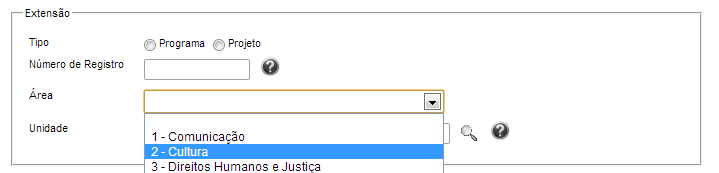 Extensão
Tipo
Programa
Projeto
Número de Registro
?
Área
Unidade
?
1 - Comunicação
2 - Cultura
3 - Direitos Humanos e Justiça